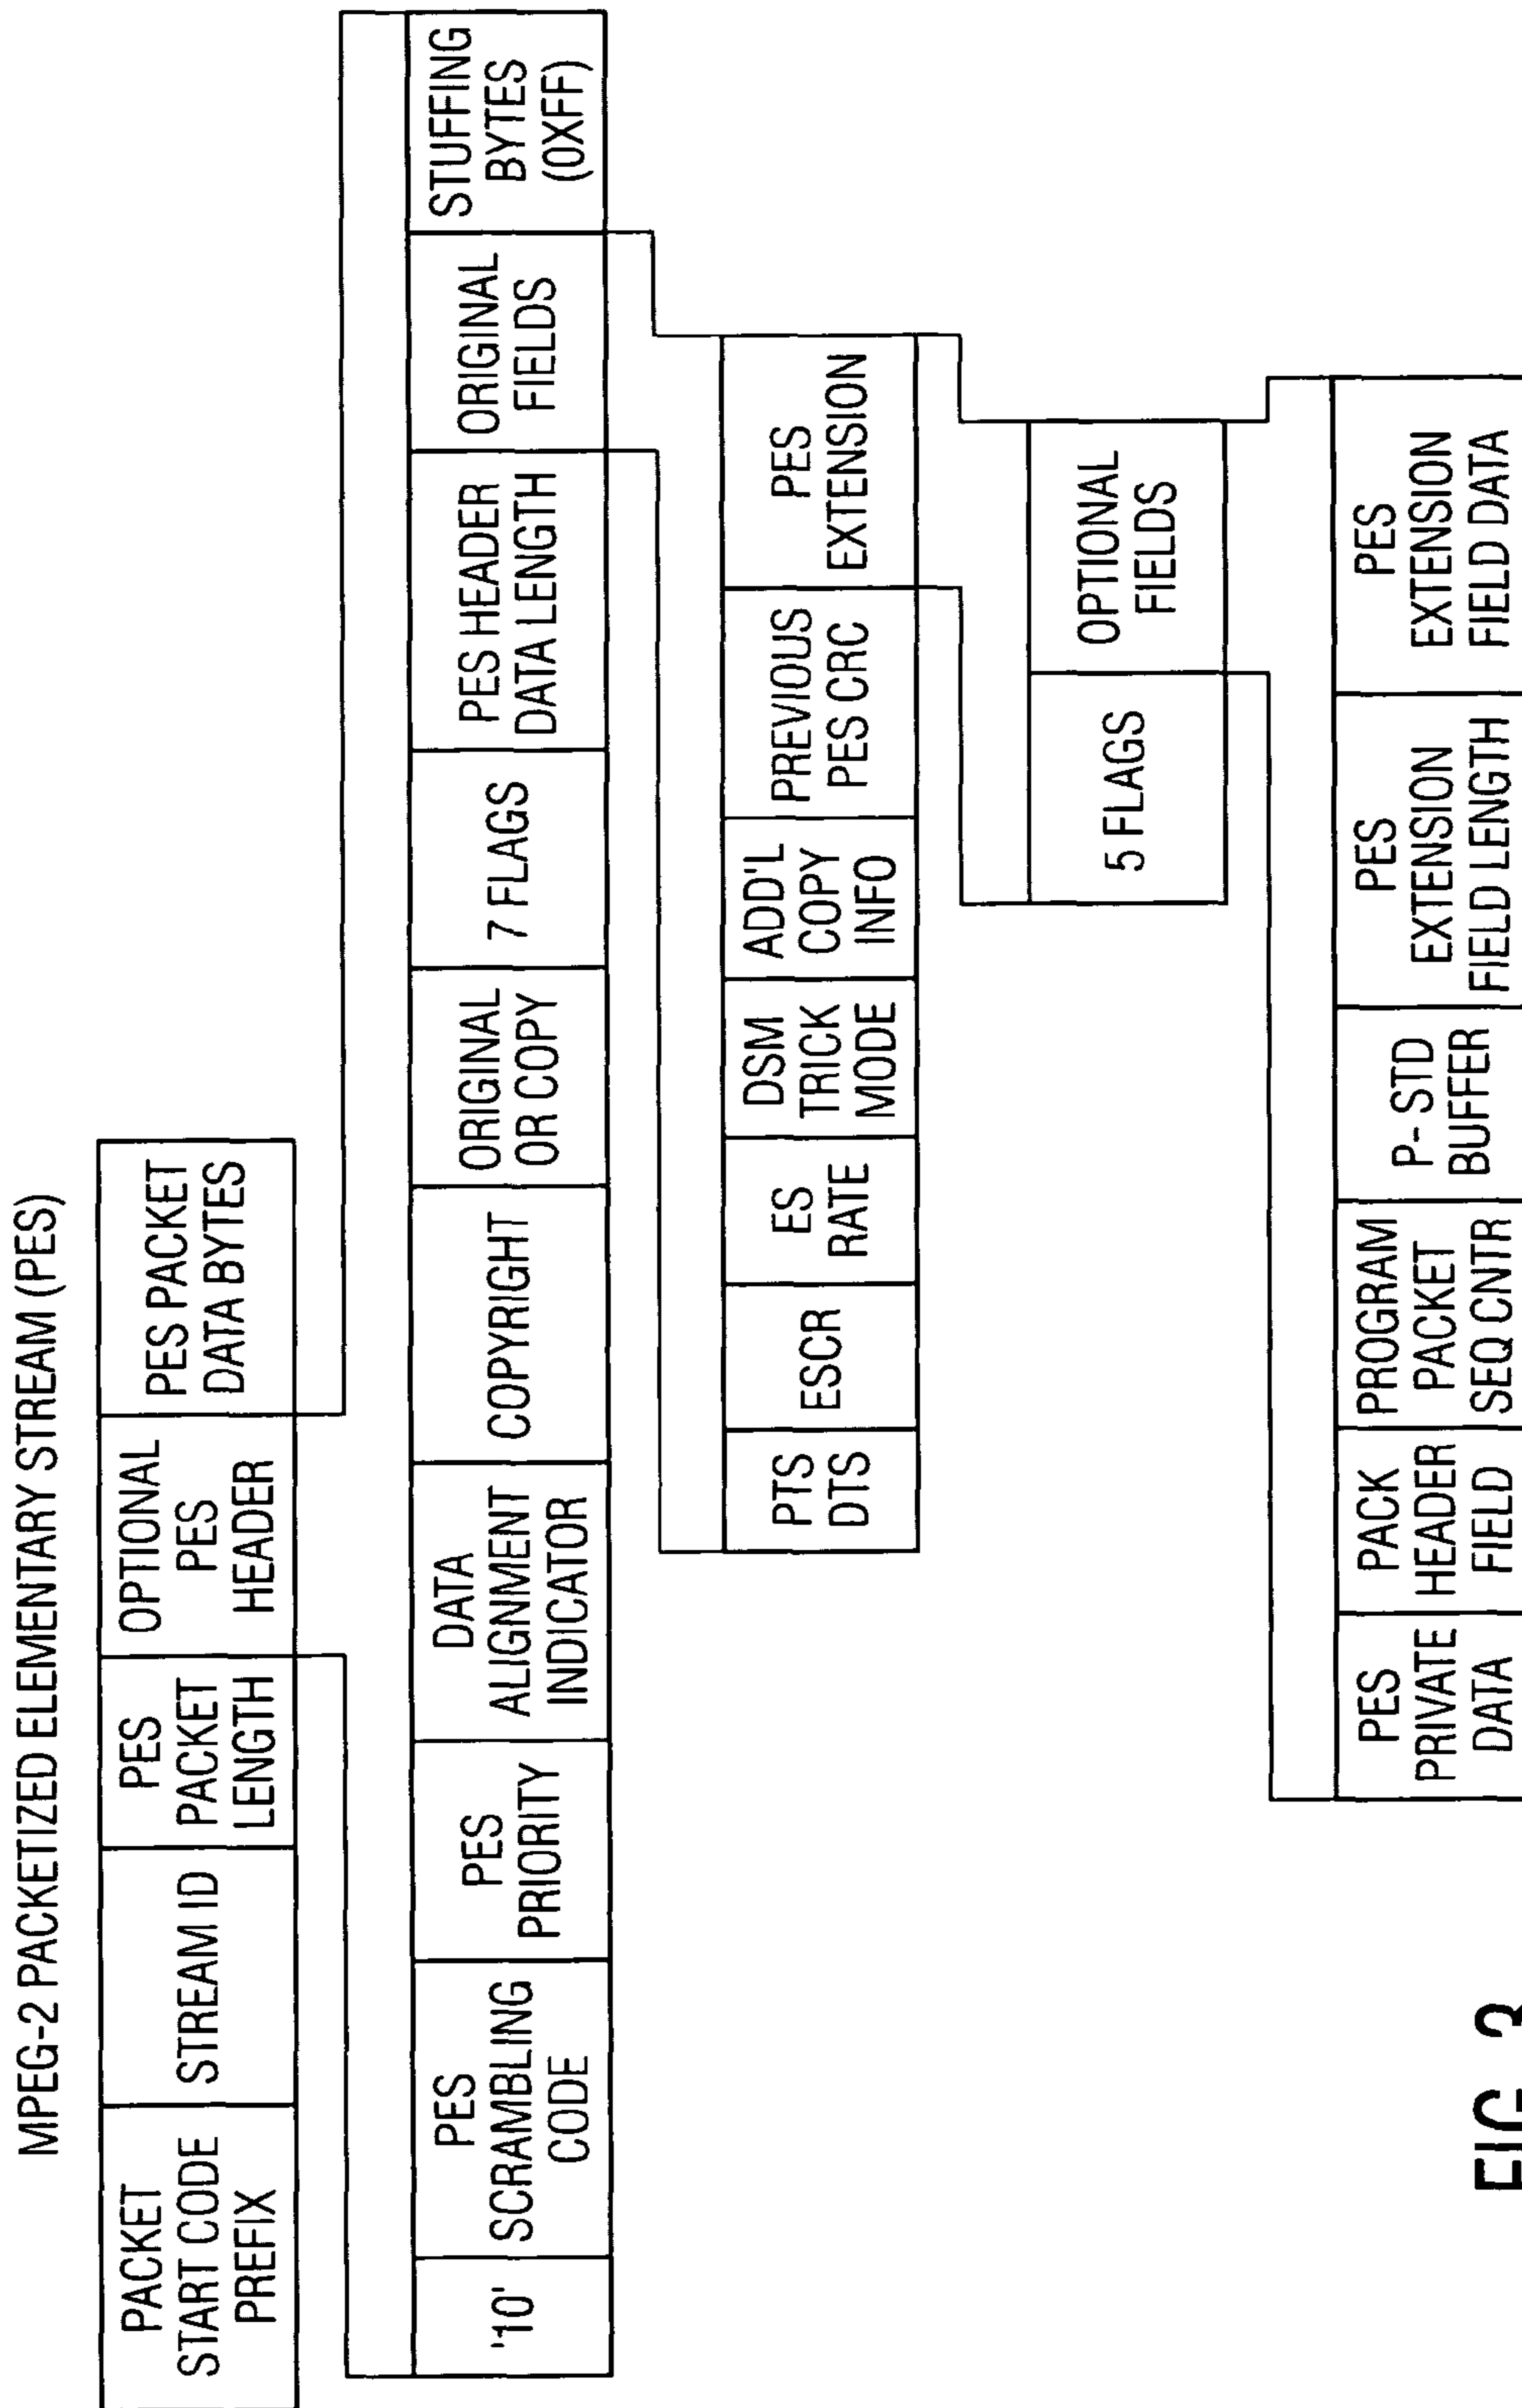 MPEG-2 PACKETIZED ELEMENTARY STREAM (PES)
PACKET
START CODE
PREFIX
STREAM ID
PES
PACKET
LENGTH
OPTIONAL
PES
HEADER
PES PACKET
DATA BYTES
'10'
PES
SCRAMBLING
CODE
PES
PRIORITY
DATA
ALIGNMENT
INDICATOR
COPYRIGHT
ORIGINAL
OR COPY
7 FLAGS
PES HEADER
DATA LENGTH
ORIGINAL
FIELDS
STUFFING
BYTES
(0XFF)
PTS
DTS
ESCR
ES
RATE
DSM
TRICK
MODE
ADD'L
COPY
INFO
PREVIOUS
PES CRC
PES
EXTENSION
5 FLAGS
OPTIONAL
FIELDS
PES
PRIVATE
DATA
PACK
HEADER
FIELD
PROGRAM
PACKET
SEQ CNTR
P- STD
BUFFER
PES
EXTENSION
FIELD LENGTH
PES
EXTENSION
FIELD DATA
FIG. 3